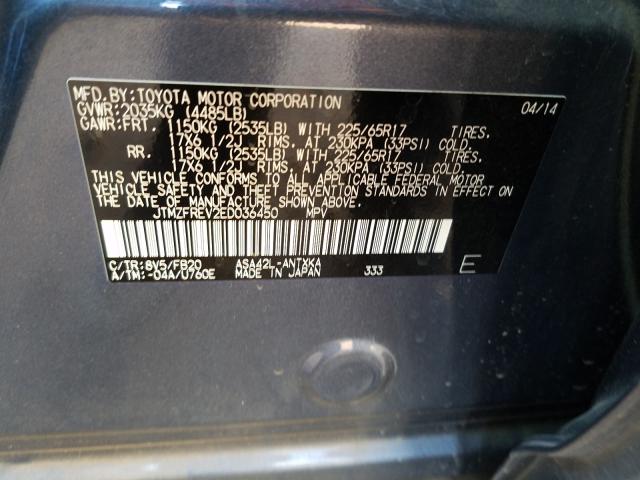 MFD. BY: TOYOTA MOTOR CORPORATION 04/14
GVWR: 2035KG (4485LB)
GAWR: FRT. 1150KG (2535LB) WITH 225/65R17 TIRES,
17X6 1/2J RIMS, AT 230KPA (33PSI) COLD.
RR. 1150KG (2535LB) WITH 225/65R17 TIRES,
17X6 1/2J RIMS, AT 230KPA (33PSI) COLD.
THIS VEHICLE CONFORMS TO ALL APPLICABLE FEDERAL MOTOR
VEHICLE SAFETY AND THEFT PREVENTION STANDARDS IN EFFECT ON
THE DATE OF MANUFACTURE SHOWN ABOVE.
JTMZFREV2ED036450 MPV
C/TR: 8V5/FB20 ASA42L-ANTXKA 333 E
A/TM: -04A/U760E MADE IN JAPAN